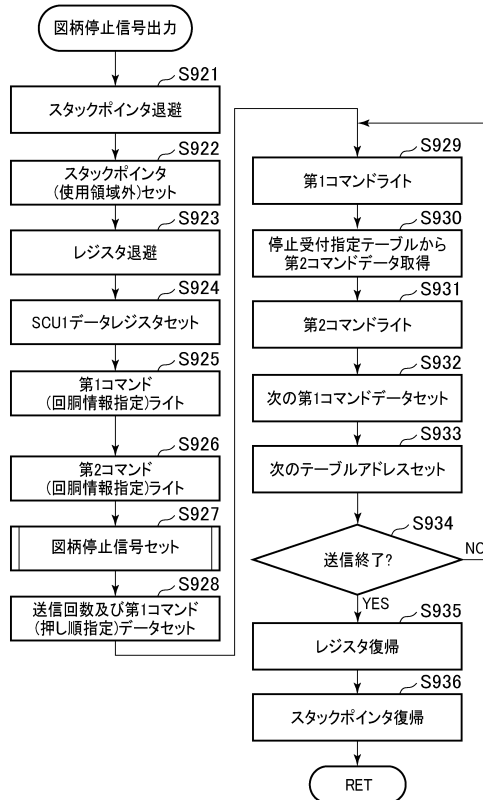 図柄停止信号出力
S921
スタックポインタ退避
S922
スタックポインタ
(使用領域外)セット
S923
レジスタ退避
S924
SCU1データレジスタセット
S925
第1コマンド
(回胴情報指定)ライト
S926
第2コマンド
(回胴情報指定)ライト
S927
図柄停止信号セット
S928
送信回数及び第1コマンド
(押し順指定)データセット
S929
第1コマンドライト
S930
停止受付指定テーブルから
第2コマンドデータ取得
S931
第2コマンドライト
S932
次の第1コマンドデータセット
S933
次のテーブルアドレスセット
S934
送信終了?
NO
YES
S935
レジスタ復帰
S936
スタックポインタ復帰
RET